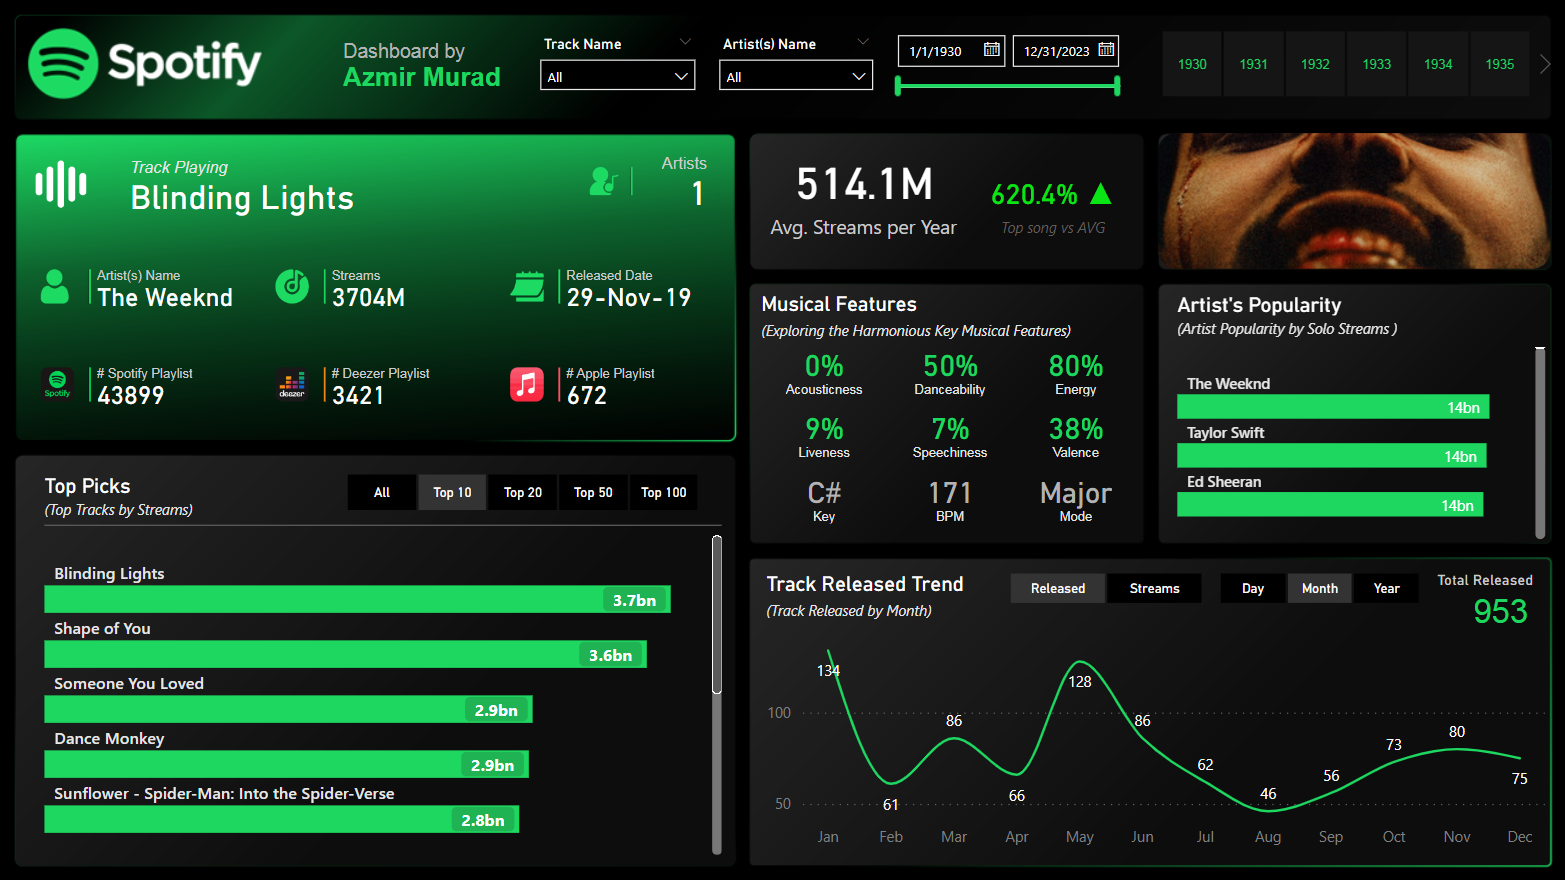 Spotify
Dashboard by
Azmir Murad
Track Name
All
Artist(s) Name
All
1/1/1930
12/31/2023
1930
1931
1932
1933
1934
1935
Track Playing
Blinding Lights
Artists
1
Artist(s) Name
The Weeknd
Streams
3704M
Released Date
29-Nov-19
Spotify
# Spotify Playlist
43899
deezer
# Deezer Playlist
3421
# Apple Playlist
672
514.1M
Avg. Streams per Year
620.4%
Top song vs AVG
Musical Features
(Exploring the Harmonious Key Musical Features)
0%
Acousticness
50%
Danceability
80%
Energy
9%
Liveness
7%
Speechiness
38%
Valence
C#
Key
171
BPM
Major
Mode
Artist's Popularity
(Artist Popularity by Solo Streams )
The Weeknd
14bn
Taylor Swift
14bn
Ed Sheeran
14bn
Top Picks
(Top Tracks by Streams)
All
Top 10
Top 20
Top 50
Top 100
Blinding Lights
3.7bn
Shape of You
3.6bn
Someone You Loved
2.9bn
Dance Monkey
2.9bn
Sunflower - Spider-Man: Into the Spider-Verse
2.8bn
Track Released Trend
(Track Released by Month)
Released
Streams
Day
Month
Year
Total Released
953
100
50
134
61
86
66
128
86
62
46
56
73
80
75
Jan
Feb
Mar
Apr
May
Jun
Jul
Aug
Sep
Oct
Nov
Dec